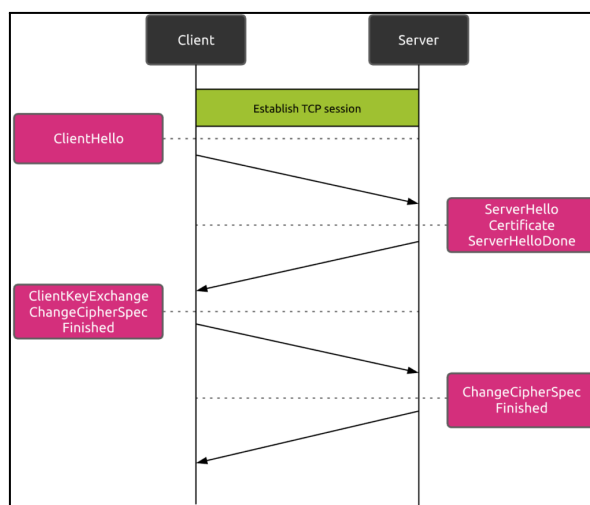 Client
Server
Establish TCP session
ClientHello
ServerHello
Certificate
ServerHelloDone
ClientKeyExchange
ChangeCipherSpec
Finished
ChangeCipherSpec
Finished